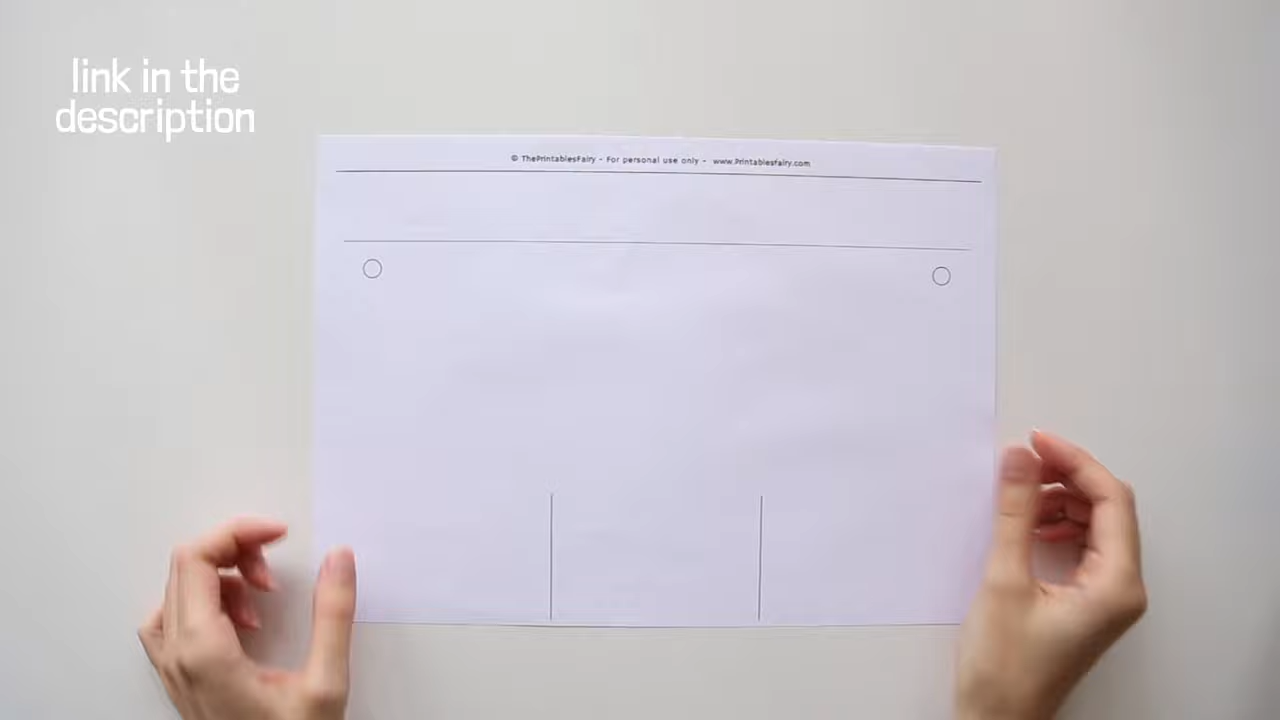 link in the
description
© ThePrintablesFairy - For personal use only - www.Printablesfairy.com